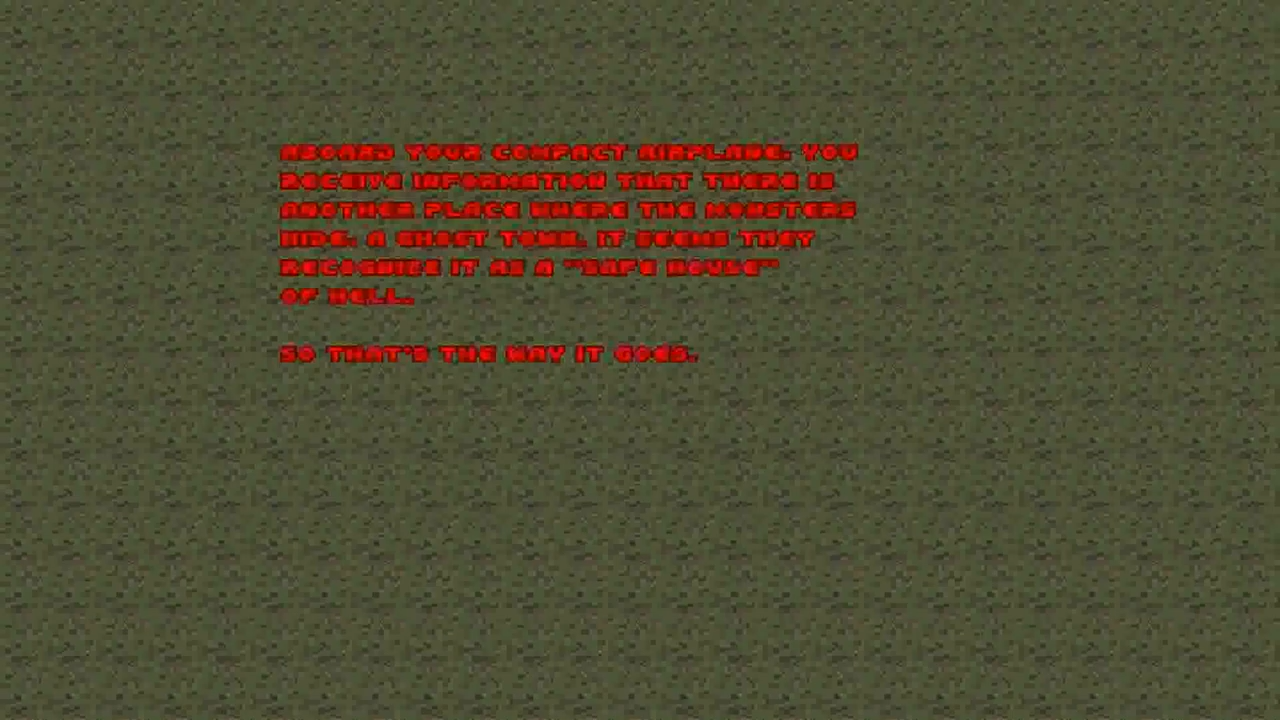 ABOARD YOUR COMPACT AIRPLANE, YOU
RECEIVE INFORMATION THAT THERE IS
ANOTHER PLACE WHERE THE MONSTERS
HIDE. A GHOST TOWN. IT SEEMS THEY
RECOGNIZE IT AS A "SAFE HOUSE"
OF HELL.
SO THAT'S THE WAY IT GOES.